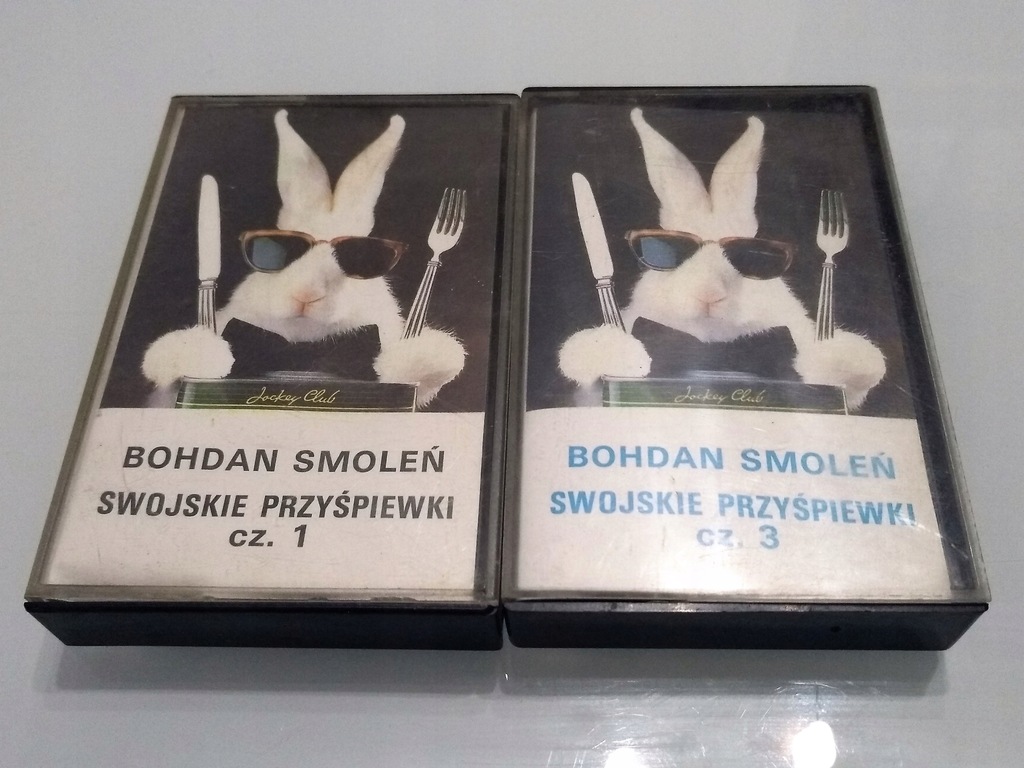 Jockey Club
BOHDAN SMOLEŃ
SWOJSKIE PRZYŚPIEWKI
cz. 1
Jockey Club
BOHDAN SMOLEŃ
SWOJSKIE PRZYŚPIEWKI
cz. 3